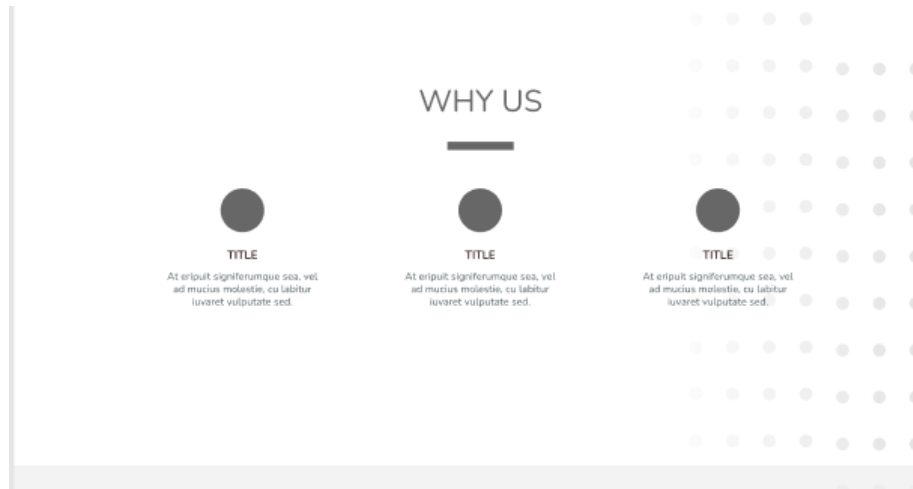 WHY US
TITLE
At eripuit signiferumque sea, vel
ad mucius molestie, cu labitur
iuvaret vulputate sed.
TITLE
At eripuit signiferumque sea, vel
ad mucius molestie, cu labitur
iuvaret vulputate sed.
TITLE
At eripuit signiferumque sea, vel
ad mucius molestie, cu labitur
iuvaret vulputate sed.